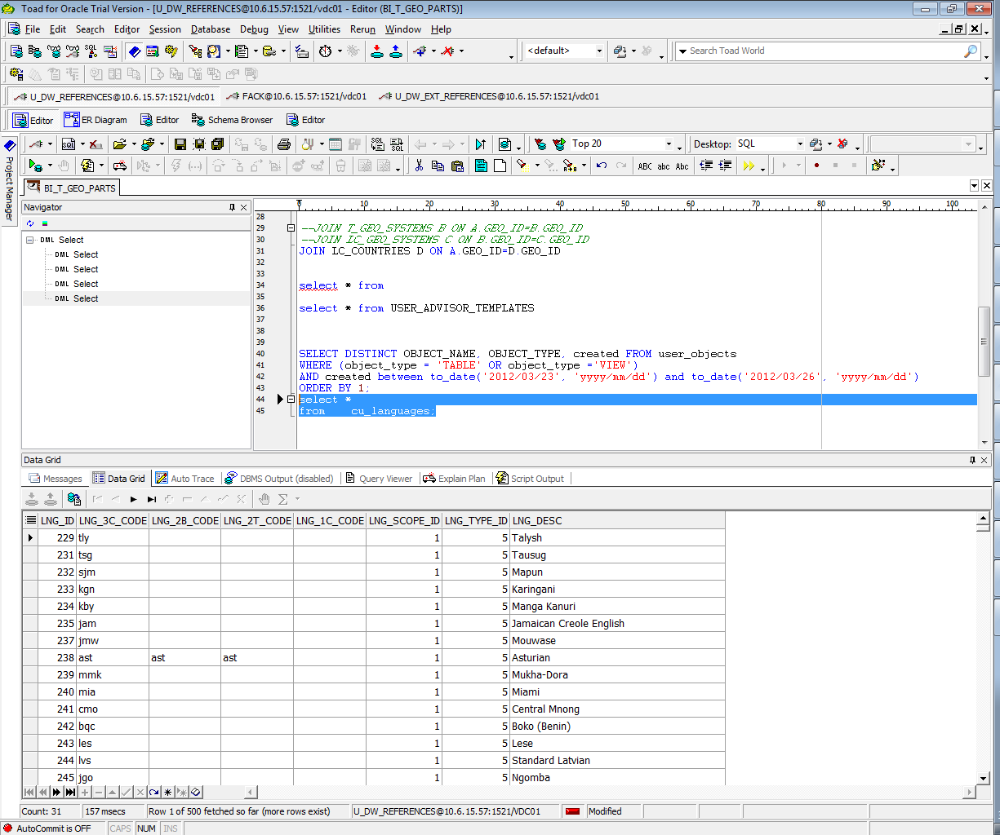 Toad for Oracle Trial Version - [U_DW_REFERENCES@10.6.15.57:1521/vdc01 - Editor (BI_T_GEO_PARTS)]
File Edit Search Editor Session Database Debug View Utilities Rerun Window Help
SQL <default> Search Toad World
U_DW_REFERENCES@10.6.15.57:1521/vdc01 FACK@10.6.15.57:1521/vdc01 U_DW_EXT_REFERENCES@10.6.15.57:1521/vdc01
Editor ER Diagram Editor Schema Browser Editor
SQL SQL SQL Top 20 Desktop: SQL
ABC abc Abc
Project Manager
BI_T_GEO_PARTS
Navigator
DML Select
DML Select
DML Select
DML Select
DML Select
0 10 20 30 40 50 60 70 80 90 100
28
29 --JOIN T_GEO_SYSTEMS B ON A.GEO_ID=B.GEO_ID
30 --JOIN LC_GEO_SYSTEMS C ON B.GEO_ID=C.GEO_ID
31 JOIN LC_COUNTRIES D ON A.GEO_ID=D.GEO_ID
32
33
34 select * from
35
36 select * from USER_ADVISOR_TEMPLATES
37
38
39
40 SELECT DISTINCT OBJECT_NAME, OBJECT_TYPE, created FROM user_objects
41 WHERE (object_type = 'TABLE' OR object_type ='VIEW')
42 AND created between to_date('2012/03/23', 'yyyy/mm/dd') and to_date('2012/03/26', 'yyyy/mm/dd')
43 ORDER BY 1;
44 select *
45 from cu_languages;
Data Grid
Messages Data Grid Auto Trace DBMS Output (disabled) Query Viewer Explain Plan Script Output
LNG_ID LNG_3C_CODE LNG_2B_CODE LNG_2T_CODE LNG_1C_CODE LNG_SCOPE_ID LNG_TYPE_ID LNG_DESC
229 tly 1 5 Talysh
231 tsg 1 5 Tausug
232 sjm 1 5 Mapun
233 kgn 1 5 Karingani
234 kby 1 5 Manga Kanuri
235 jam 1 5 Jamaican Creole English
237 jmw 1 5 Mouwase
238 ast ast ast 1 5 Asturian
239 mmk 1 5 Mukha-Dora
240 mia 1 5 Miami
241 cmo 1 5 Central Mnong
242 bqc 1 5 Boko (Benin)
243 les 1 5 Lese
244 lvs 1 5 Standard Latvian
245 jgo 1 5 Ngomba
Count: 31 157 msecs Row 1 of 500 fetched so far (more rows exist) U_DW_REFERENCES@10.6.15.57:1521/VDC01 Modified
AutoCommit is OFF CAPS NUM INS